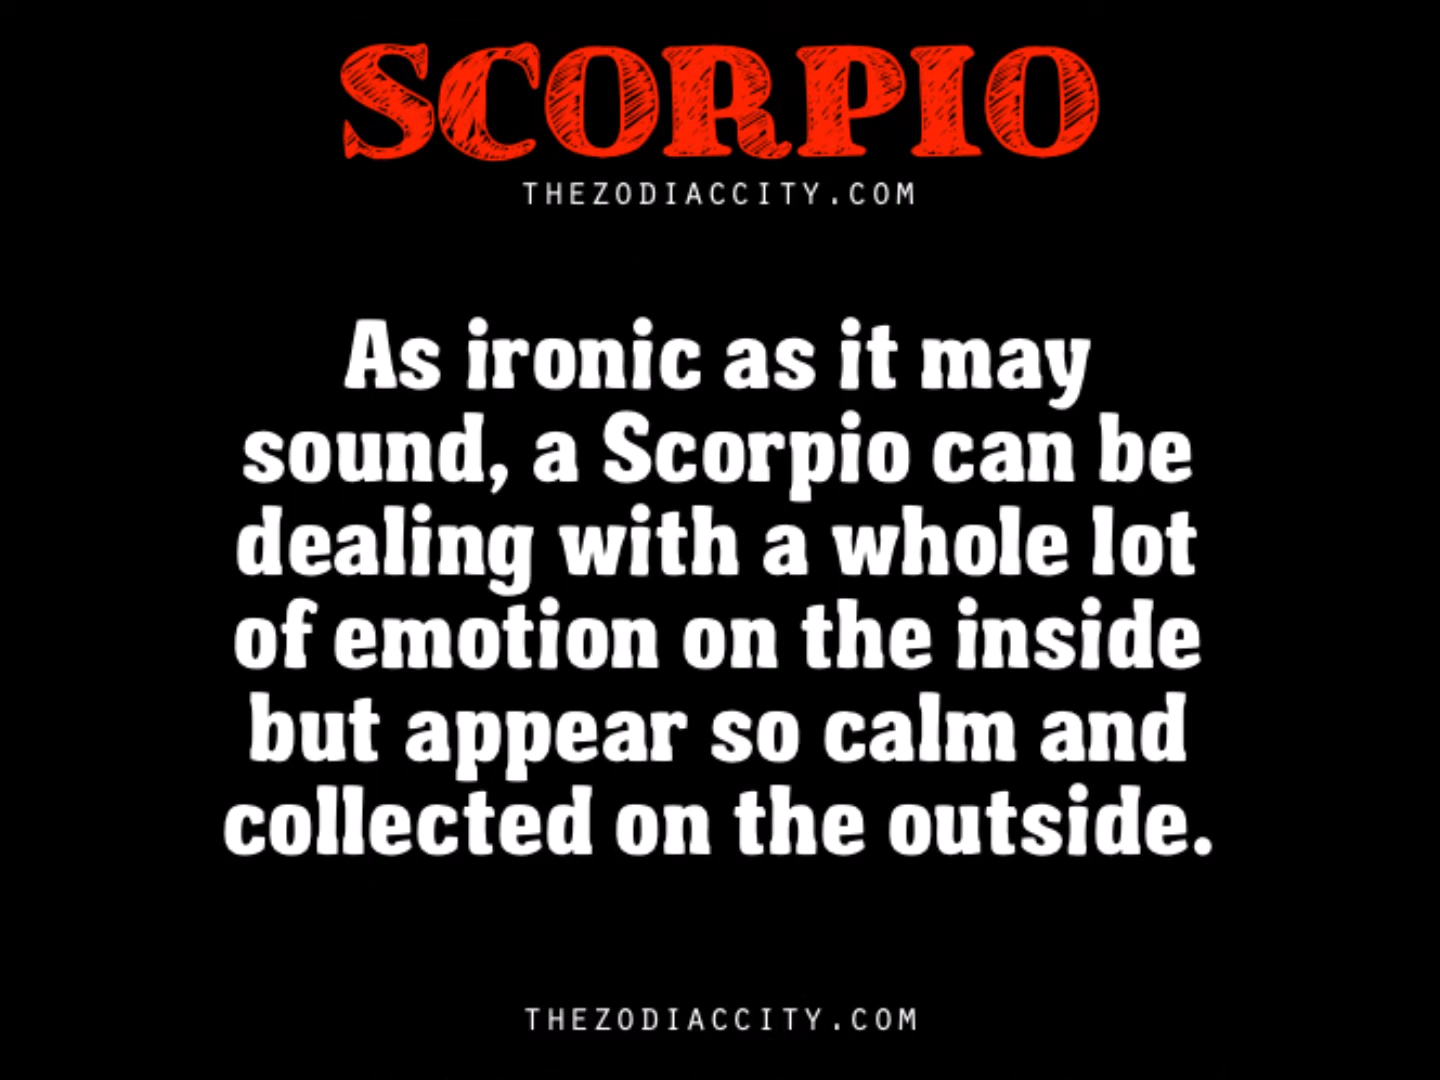 SCORPIO
THEZODIACCITY.COM
As ironic as it may
sound, a Scorpio can be
dealing with a whole lot
of emotion on the inside
but appear so calm and
collected on the outside.
THEZODIACCITY.COM